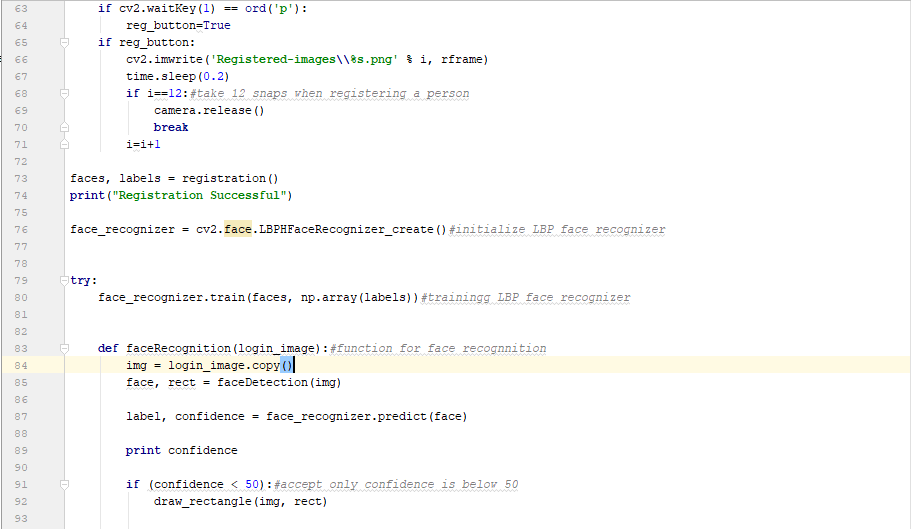 63 if cv2.waitKey(1) == ord('p'):
64 reg_button=True
65 if reg_button:
66 cv2.imwrite('Registered-images\\%s.png' % i, rframe)
67 time.sleep(0.2)
68 if i==12:#take 12 snaps when registering a person
69 camera.release()
70 break
71 i=i+1
72
73 faces, labels = registration()
74 print("Registration Successful")
75
76 face_recognizer = cv2.face.LBPHFaceRecognizer_create()#initialize LBP face recognizer
77
78
79 try:
80 face_recognizer.train(faces, np.array(labels))#trainingg LBP face recognizer
81
82
83 def faceRecognition(login_image):#function for face recognnition
84 img = login_image.copy()
85 face, rect = faceDetection(img)
86
87 label, confidence = face_recognizer.predict(face)
88
89 print confidence
90
91 if (confidence < 50):#accept only confidence is below 50
92 draw_rectangle(img, rect)
93